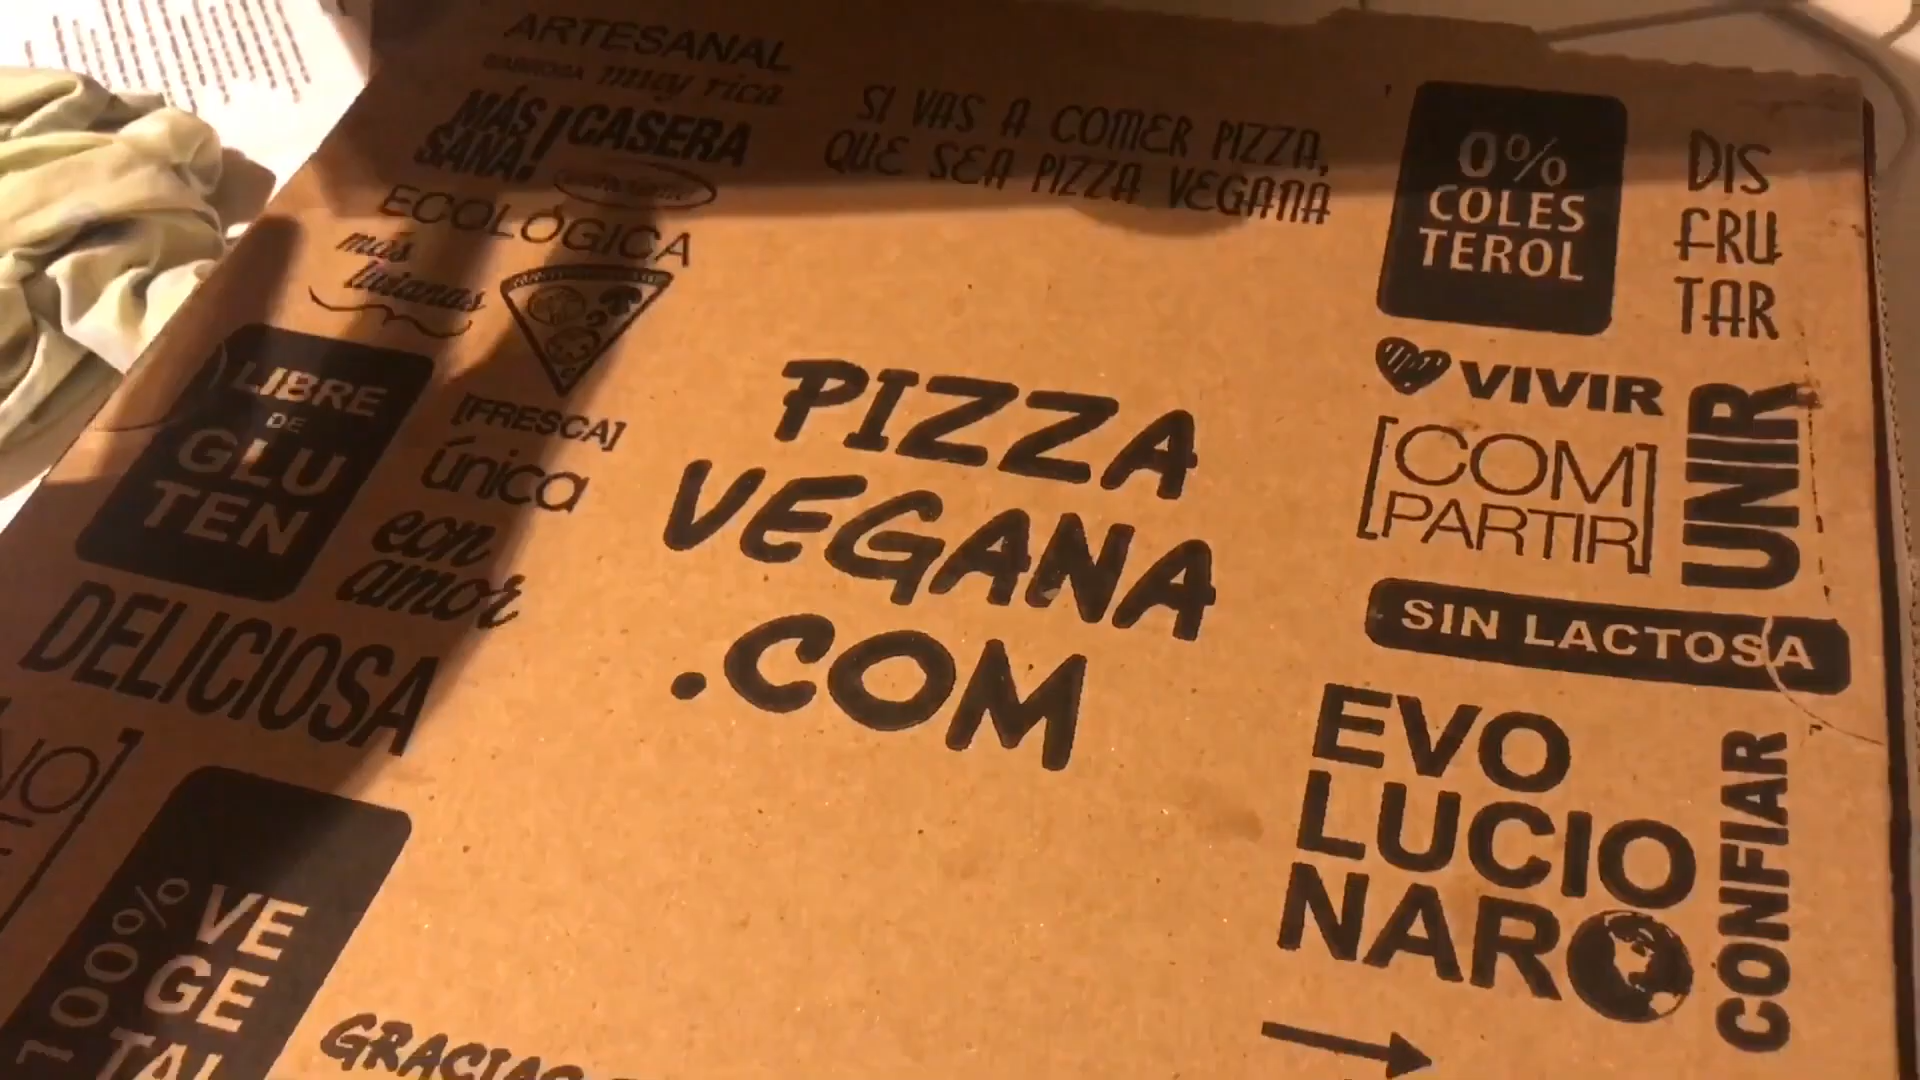 ARTESANAL
muy rica
MÁS
SANA!
¡CASERA
ECOLÓGICA
más
livianas
LIBRE
DE
GLU
TEN
[FRESCA]
única
con
amor
DELICIOSA
NO
100%
VE
GE
TAL
SI VAS A COMER PIZZA,
QUE SEA PIZZA VEGANA
PIZZA
VEGANA
.COM
GRACIAS
0%
COLES
TEROL
DIS
FRU
TAR
VIVIR
[COM
PARTIR]
UNIR
SIN LACTOSA
EVO
LUCIO
NAR
CONFIAR